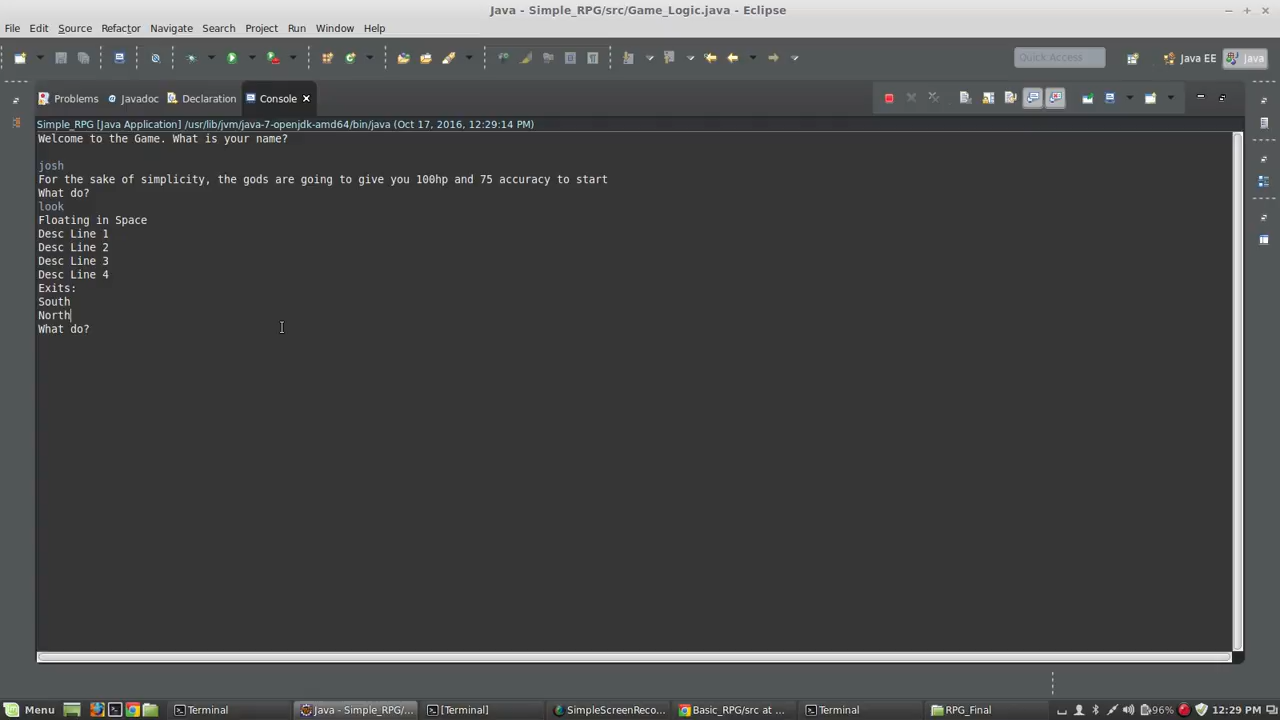 Java - Simple_RPG/src/Game_Logic.java - Eclipse
File Edit Source Refactor Navigate Search Project Run Window Help
Quick Access
Java EE
Java
Problems
Javadoc
Declaration
Console
Simple_RPG [Java Application] /usr/lib/jvm/java-7-openjdk-amd64/bin/java (Oct 17, 2016, 12:29:14 PM)
Welcome to the Game. What is your name?
josh
For the sake of simplicity, the gods are going to give you 100hp and 75 accuracy to start
What do?
look
Floating in Space
Desc Line 1
Desc Line 2
Desc Line 3
Desc Line 4
Exits:
South
North
What do?
Menu
Terminal
Java - Simple_RPG/...
[Terminal]
SimpleScreenReco...
Basic_RPG/src at ...
Terminal
RPG_Final
96%
12:29 PM